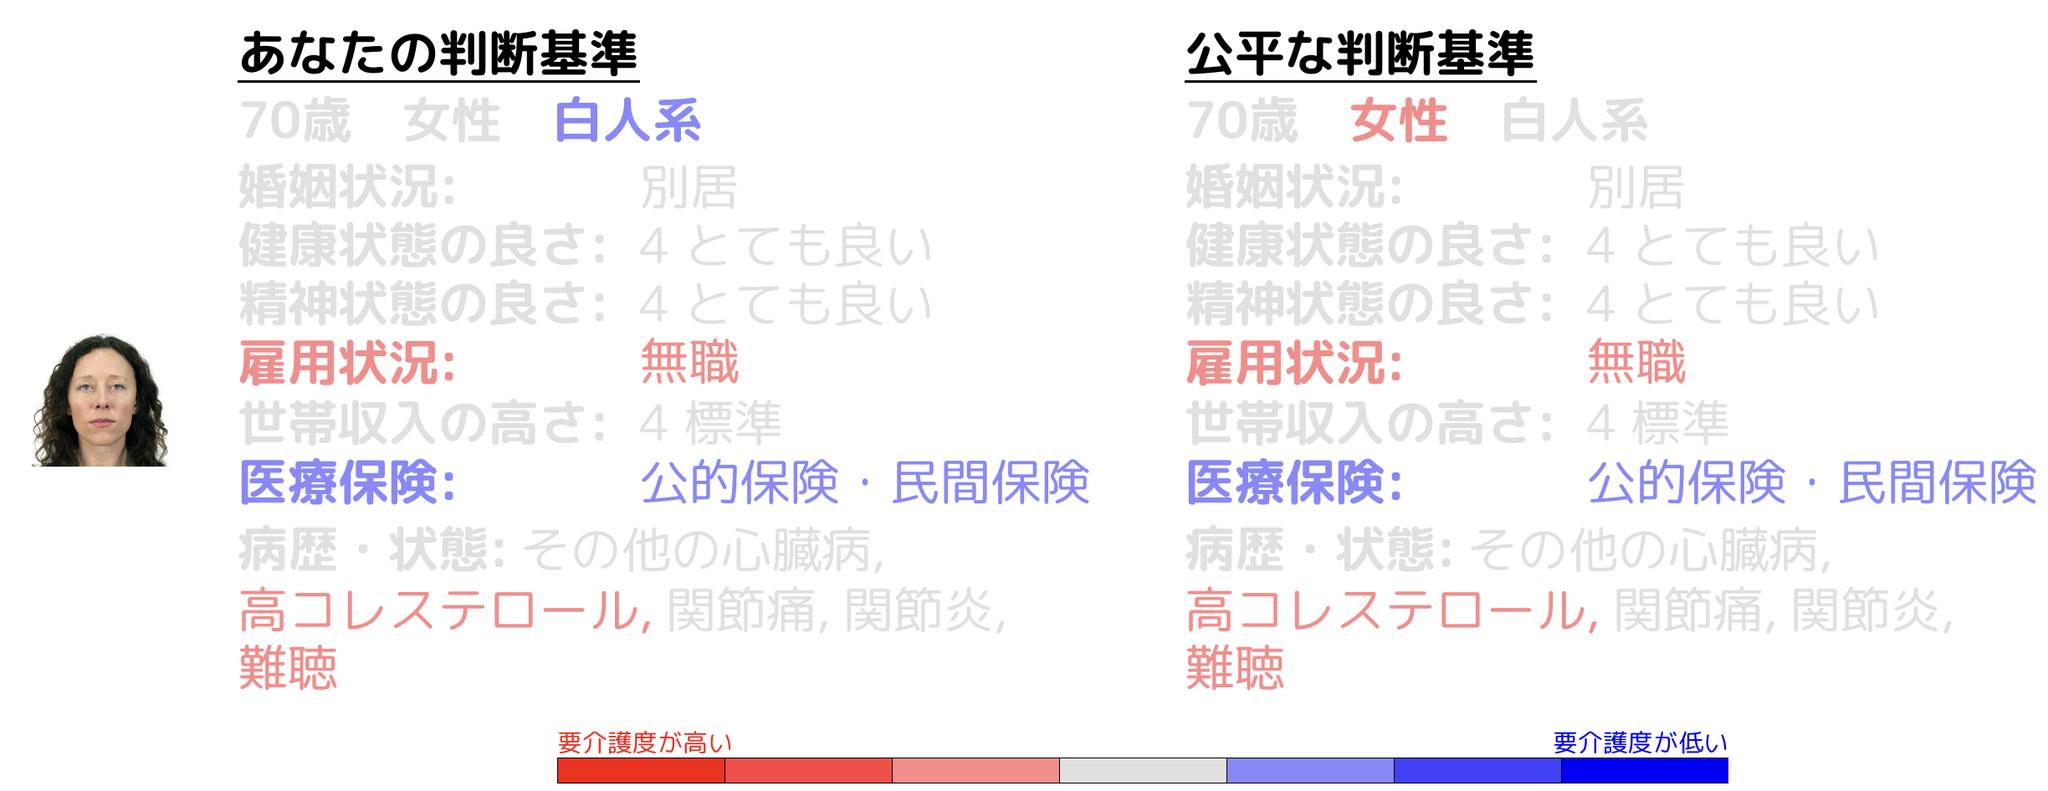 あなたの判断基準
70歳 女性 白人系
婚姻状況: 別居
健康状態の良さ: 4 とても良い
精神状態の良さ: 4 とても良い
雇用状況: 無職
世帯収入の高さ: 4 標準
医療保険: 公的保険・民間保険
病歴・状態: その他の心臓病,
高コレステロール, 関節痛, 関節炎,
難聴
公平な判断基準
70歳 女性 白人系
婚姻状況: 別居
健康状態の良さ: 4 とても良い
精神状態の良さ: 4 とても良い
雇用状況: 無職
世帯収入の高さ: 4 標準
医療保険: 公的保険・民間保険
病歴・状態: その他の心臓病,
高コレステロール, 関節痛, 関節炎,
難聴
要介護度が高い
要介護度が低い